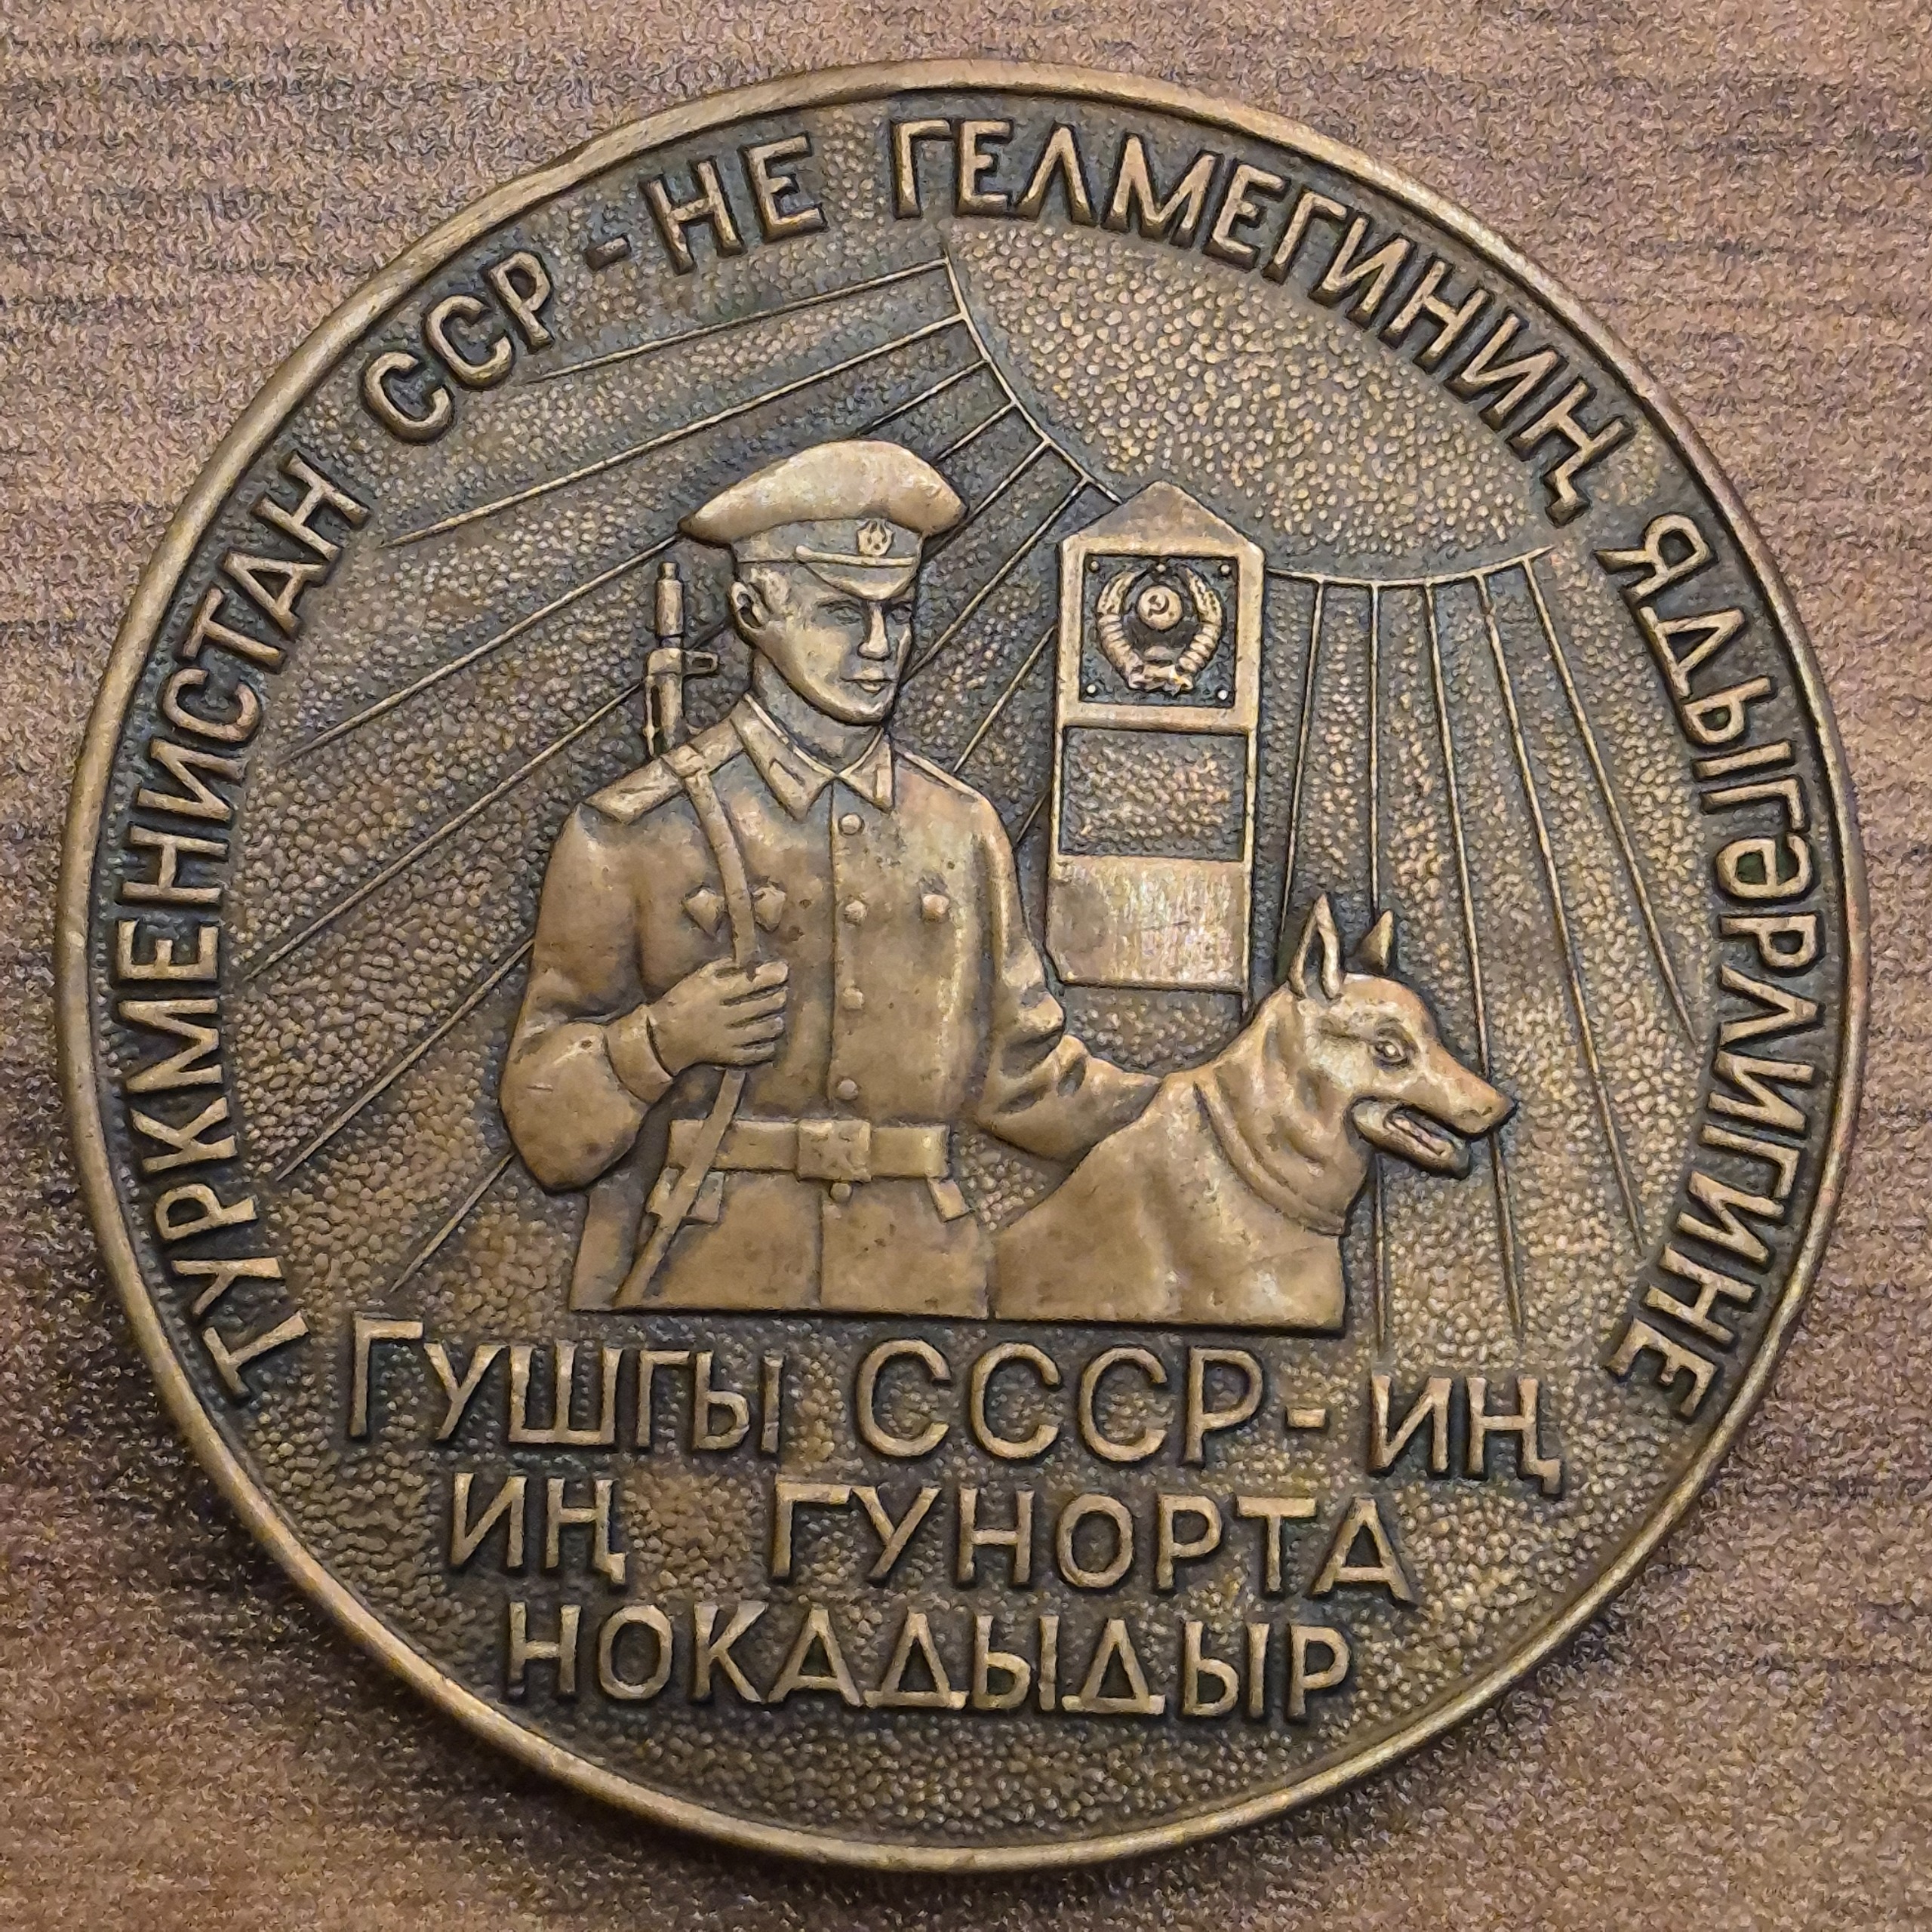 ТУРКМЕНИСТАН ССР - НЕ ГЕЛМЕГИНИҢ ЯДЫГӘРЛИГИНЕ
ГУШГЫ СССР - ИҢ
ИҢ ГУНОРТА
НОКАДЫДЫР